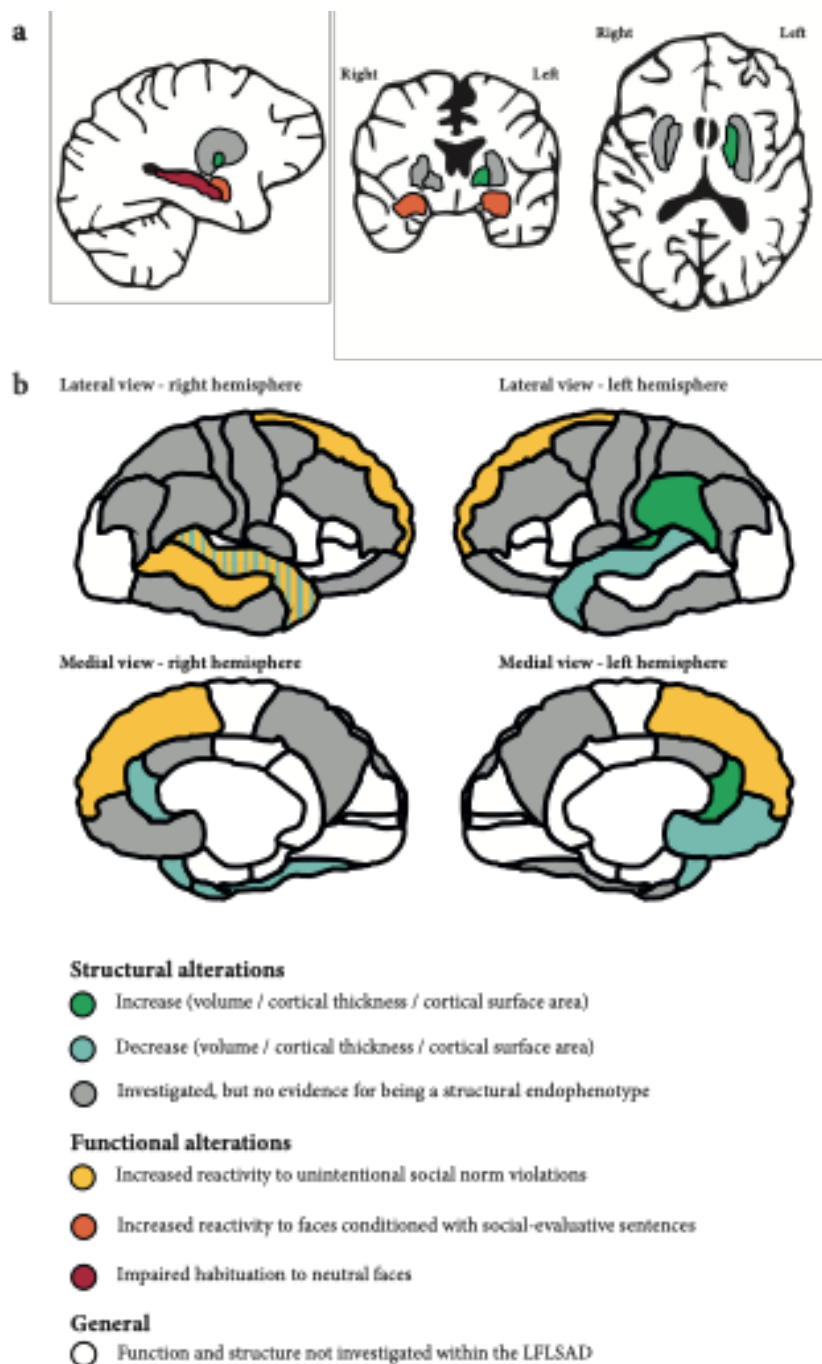 a
Right
Left
Right
Left
b
Lateral view - right hemisphere
Lateral view - left hemisphere
Medial view - right hemisphere
Medial view - left hemisphere
Structural alterations
Increase (volume / cortical thickness / cortical surface area)
Decrease (volume / cortical thickness / cortical surface area)
Investigated, but no evidence for being a structural endophenotype
Functional alterations
Increased reactivity to unintentional social norm violations
Increased reactivity to faces conditioned with social-evaluative sentences
Impaired habituation to neutral faces
General
Function and structure not investigated within the LFLSAD